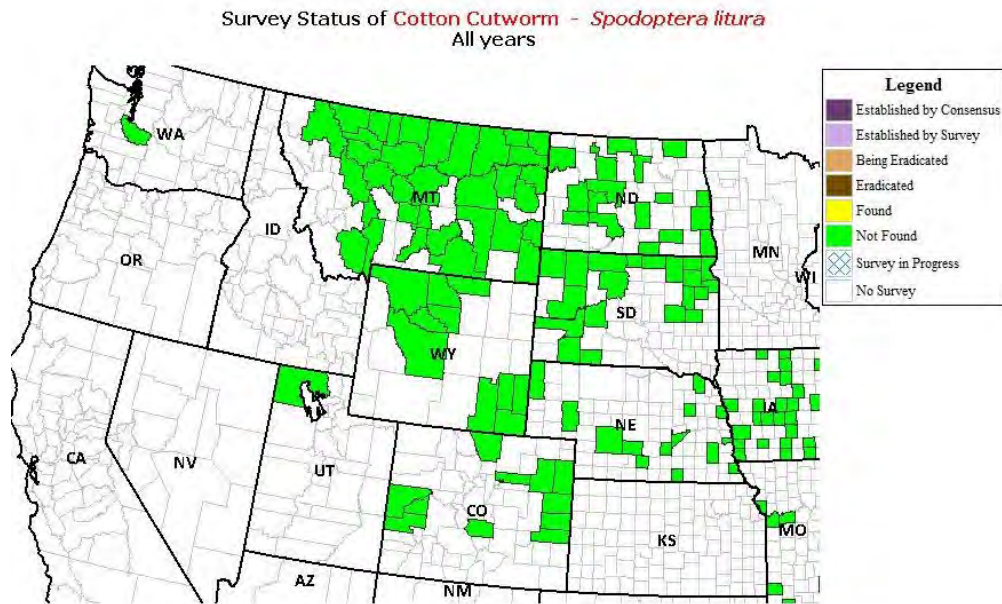 Survey Status of Cotton Cutworm - Spodoptera litura
All years
Legend
Established by Consensus
Established by Survey
Being Eradicated
Eradicated
Found
Not Found
Survey in Progress
No Survey
WA
MT
ND
MN
WI
OR
ID
SD
WY
IA
NE
CA
NV
UT
CO
KS
MO
AZ
NM